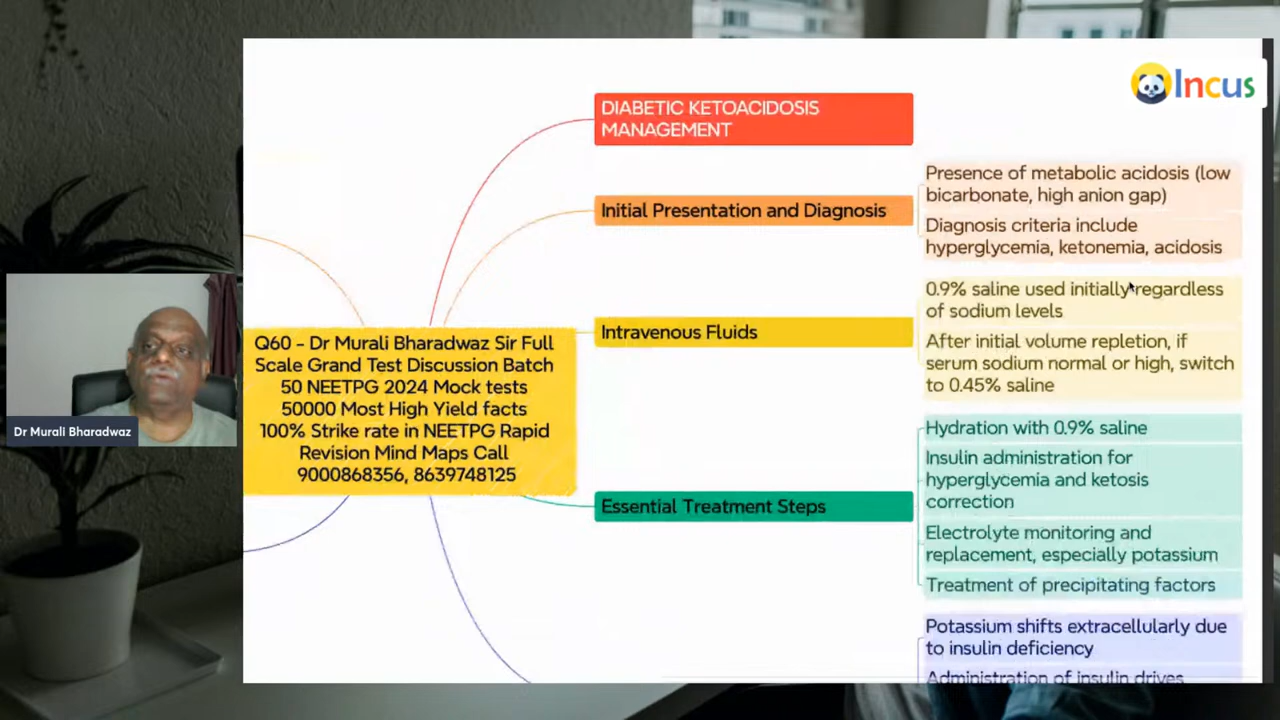 Incus
DIABETIC KETOACIDOSIS
MANAGEMENT
Initial Presentation and Diagnosis
Presence of metabolic acidosis (low
bicarbonate, high anion gap)
Diagnosis criteria include
hyperglycemia, ketonemia, acidosis
Intravenous Fluids
0.9% saline used initially regardless
of sodium levels
After initial volume repletion, if
serum sodium normal or high, switch
to 0.45% saline
Q60 - Dr Murali Bharadwaz Sir Full
Scale Grand Test Discussion Batch
50 NEETPG 2024 Mock tests
50000 Most High Yield facts
100% Strike rate in NEETPG Rapid
Revision Mind Maps Call
9000868356, 8639748125
Dr Murali Bharadwaz
Essential Treatment Steps
Hydration with 0.9% saline
Insulin administration for
hyperglycemia and ketosis
correction
Electrolyte monitoring and
replacement, especially potassium
Treatment of precipitating factors
Potassium shifts extracellularly due
to insulin deficiency
Administration of insulin drives